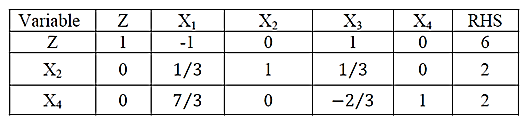 Variable Z X₁ X₂ X₃ X₄ RHS
Z 1 -1 0 1 0 6
X₂ 0 1/3 1 1/3 0 2
X₄ 0 7/3 0 −2/3 1 2